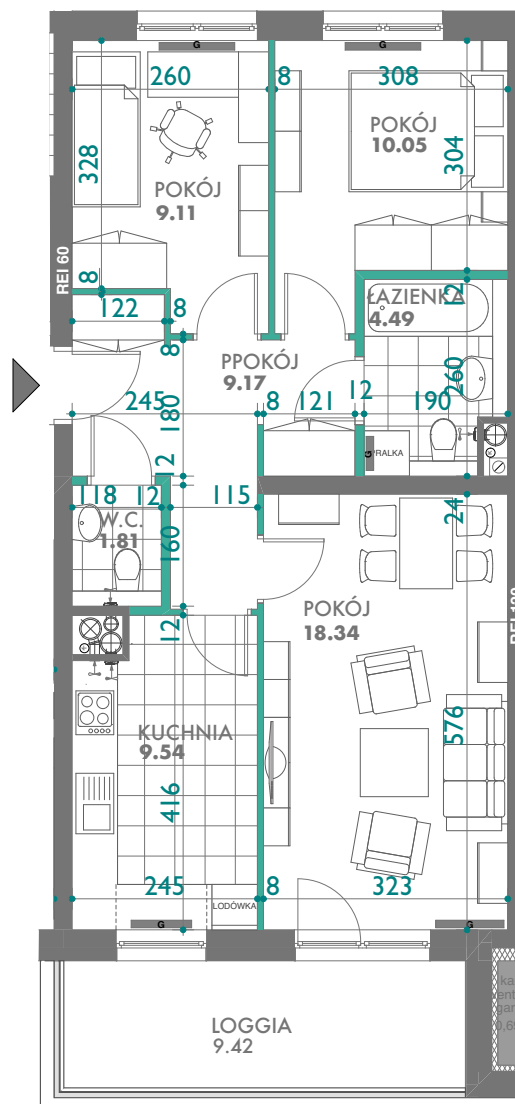 G
G
260
8
308
POKÓJ
10.05
328
304
POKÓJ
9.11
REI 60
8
12
ŁAZIENKA
4.49
122
8
8
PPOKÓJ
9.17
260
245
180
8
121
12
190
G
PRALKA
12
118
12
115
24
W.C.
1.81
160
POKÓJ
18.34
12
KUCHNIA
9.54
576
416
245
8
323
LODÓWKA
G
G
LOGGIA
9.42